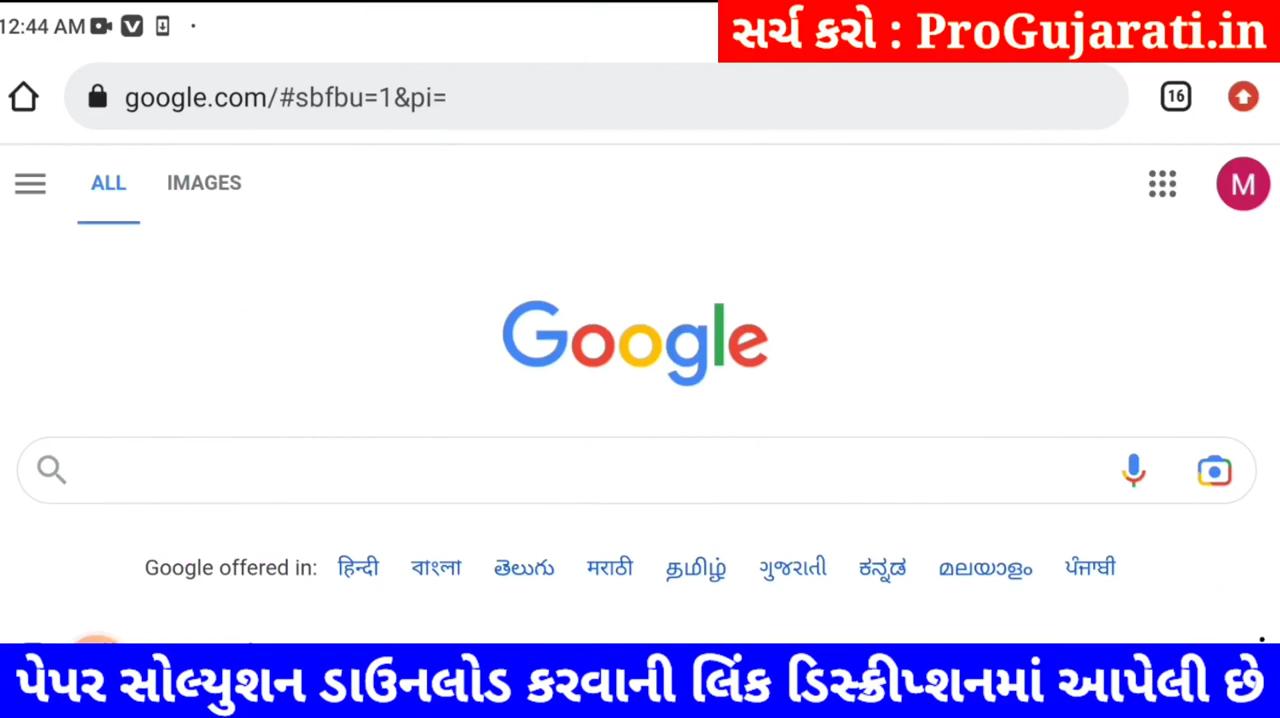 12:44 AM
સર્ચ કરો : ProGujarati.in
google.com/#sbfbu=1&pi=
16
ALL IMAGES
M
Google
Google offered in: हिन्दी বাংলা తెలుగు मराठी தமிழ் ગુજરાતી ಕನ್ನಡ മലയാളം ਪੰਜਾਬੀ
પેપર સોલ્યુશન ડાઉનલોડ કરવાની લિંક ડિસ્ક્રીપ્શનમાં આપેલી છે